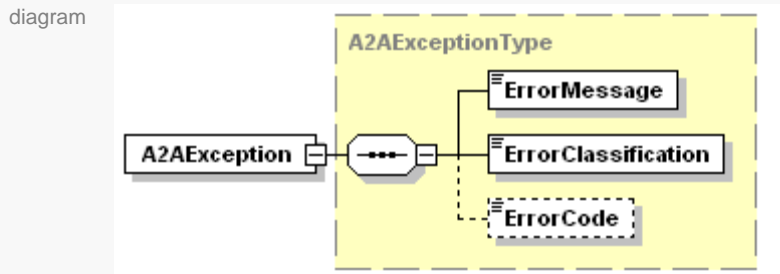 diagram
A2AExceptionType
ErrorMessage
A2AException
ErrorClassification
ErrorCode